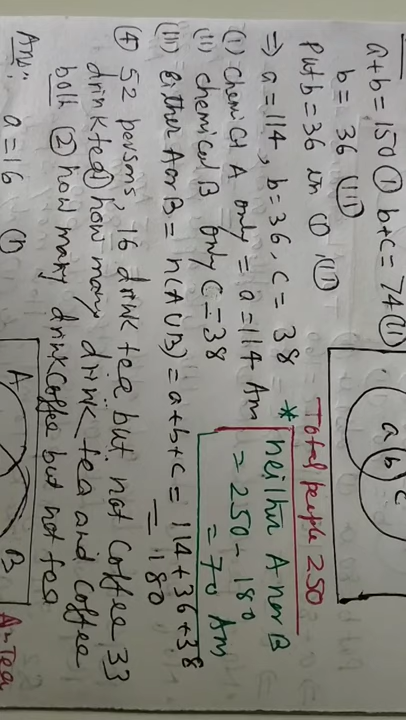 a+b=150 (I) b+c=74 (II)
b=36 (III)
Put b=36 in (I), (II)
⇒ a=114, b=36, c=38
(i) chemical A only = a = 114 Am
(ii) chemical B only C=38
(iii) Either A or B = n(AUB) = a+b+c = 114+36+38
= 180
a b c
Total people 250
* neither A nor B
= 250-180
= 70 Am
(4) 52 persons, 16 drink tea but not coffee 33
drink tea (1) how many drink tea and coffee
both (2) how many drink coffee but not tea
Ans: a=16 (I)
A B
A=Tea